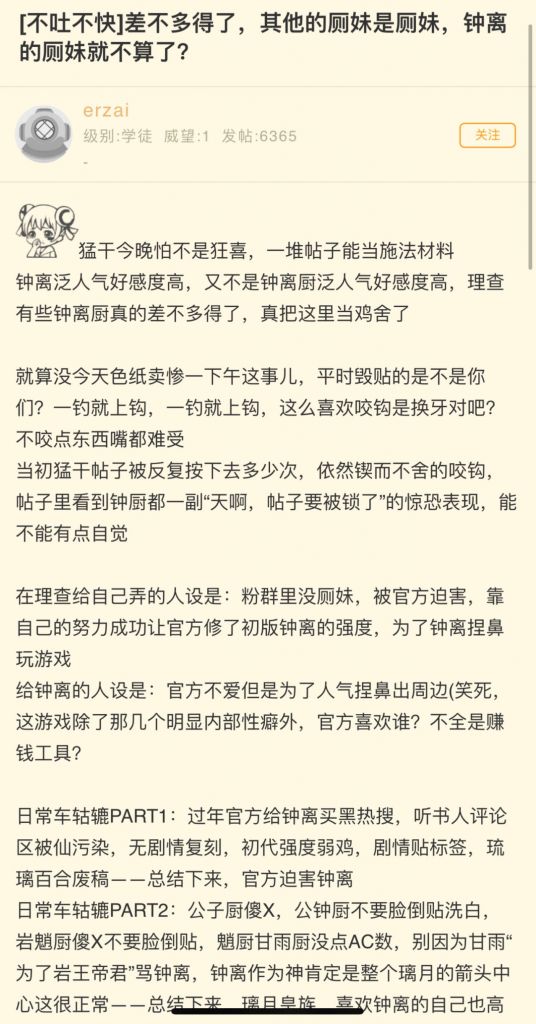 [不吐不快]差不多得了，其他的厕妹是厕妹，钟离
的厕妹就不算了？
erzai
级别:学徒 威望:1 发帖:6365
关注
-
猛干今晚怕不是狂喜，一堆帖子能当施法材料
钟离泛人气好感度高，又不是钟离厨泛人气好感度高，理查
有些钟离厨真的差不多得了，真把这里当鸡舍了
就算没今天色纸卖惨一下午这事儿，平时毁贴的是不是你
们？一钓就上钩，一钓就上钩，这么喜欢咬钩是换牙对吧？
不咬点东西嘴都难受
当初猛干帖子被反复按下去多少次，依然锲而不舍的咬钩，
帖子里看到钟厨都一副“天啊，帖子要被锁了”的惊恐表现，能
不能有点自觉
在理查给自己弄的人设是：粉群里没厕妹，被官方迫害，靠
自己的努力成功让官方修了初版钟离的强度，为了钟离捏鼻
玩游戏
给钟离的人设是：官方不爱但是为了人气捏鼻出周边(笑死，
这游戏除了那几个明显内部性癖外，官方喜欢谁？不全是赚
钱工具？
日常车轱辘PART1：过年官方给钟离买黑热搜，听书人评论
区被仙污染，无剧情复刻，初代强度弱鸡，剧情贴标签，琉
璃百合废稿——总结下来，官方迫害钟离
日常车轱辘PART2：公子厨傻X，公钟厨不要脸倒贴洗白，
岩魈厨傻X不要脸倒贴，魈厨甘雨厨没点AC数，别因为甘雨“
为了岩王帝君”骂钟离，钟离作为神肯定是整个璃月的箭头中
心这很正常——总结下来，璃月皇族，喜欢钟离的自己也高